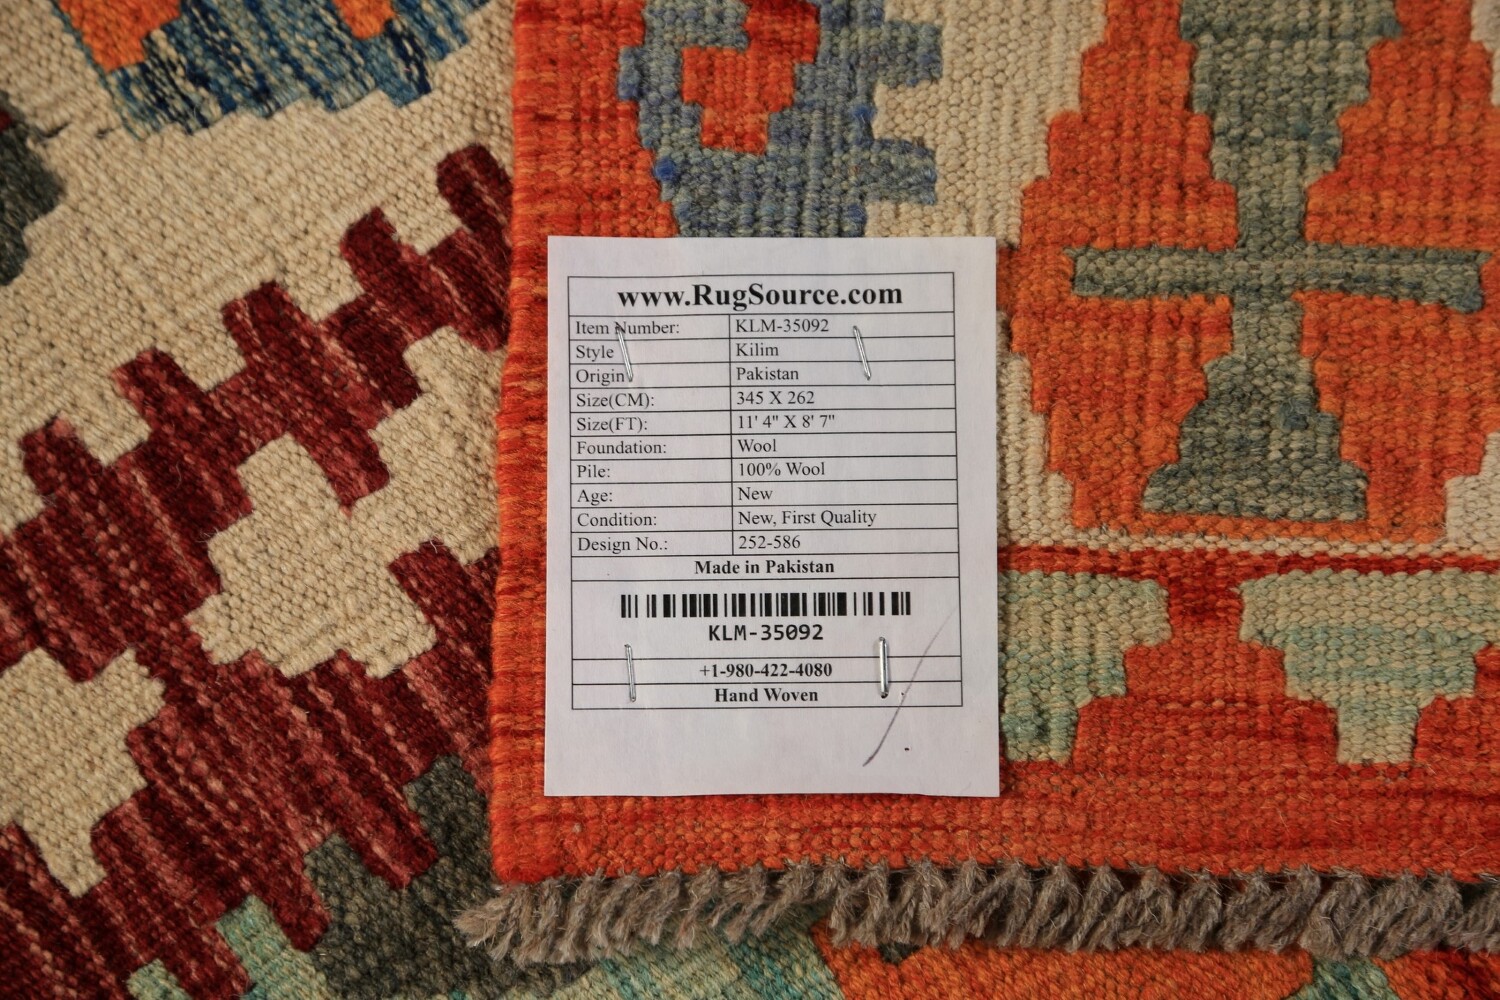 www.RugSource.com
Item Number: KLM-35092
Style Kilim
Origin: Pakistan
Size(CM): 345 X 262
Size(FT): 11' 4" X 8' 7"
Foundation: Wool
Pile: 100% Wool
Age: New
Condition: New, First Quality
Design No.: 252-586
Made in Pakistan
KLM-35092
+1-980-422-4080
Hand Woven